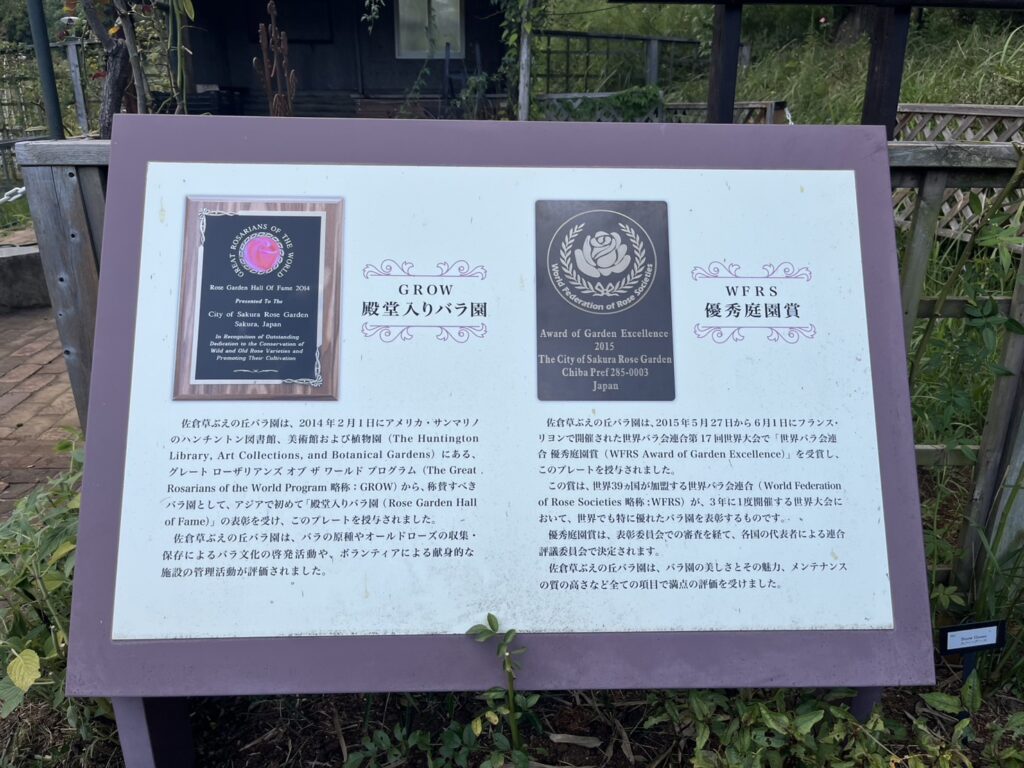 GREAT ROSARIANS OF THE WORLD
Rose Garden Hall Of Fame 2014
Presented To The
City of Sakura Rose Garden
Sakura, Japan
In Recognition of Outstanding
Dedication to the Conservation of
Wild and Old Rose Varieties and
Promoting Their Cultivation
GROW
殿堂入りバラ園
佐倉草ぶえの丘バラ園は、2014年2月1日にアメリカ・サンマリノ
のハンチントン図書館、美術館および植物園（The Huntington
Library, Art Collections, and Botanical Gardens）にある、
グレート ローザリアンズ オブ ザ ワールド プログラム（The Great
Rosarians of the World Program 略称：GROW）から、称賛すべき
バラ園として、アジアで初めて「殿堂入りバラ園（Rose Garden Hall
of Fame)」の表彰を受け、このプレートを授与されました。
佐倉草ぶえの丘バラ園は、バラの原種やオールドローズの収集・
保存によるバラ文化の啓発活動や、ボランティアによる献身的な
施設の管理活動が評価されました。
World Federation of Rose Societies
Award of Garden Excellence
2015
The City of Sakura Rose Garden
Chiba Pref 285-0003
Japan
WFRS
優秀庭園賞
佐倉草ぶえの丘バラ園は、2015年5月27日から6月1日にフランス・
リヨンで開催された世界バラ会連合第17回世界大会で「世界バラ会連
合 優秀庭園賞（WFRS Award of Garden Excellence)」を受賞し、
このプレートを授与されました。
この賞は、世界39ヵ国が加盟する世界バラ会連合（World Federation
of Rose Societies 略称：WFRS）が、3年に1度開催する世界大会に
おいて、世界でも特に優れたバラ園を表彰するものです。
優秀庭園賞は、表彰委員会での審査を経て、各国の代表者による連合
評議委員会で決定されます。
佐倉草ぶえの丘バラ園は、バラ園の美しさとその魅力、メンテナンス
の質の高さなど全ての項目で満点の評価を受けました。